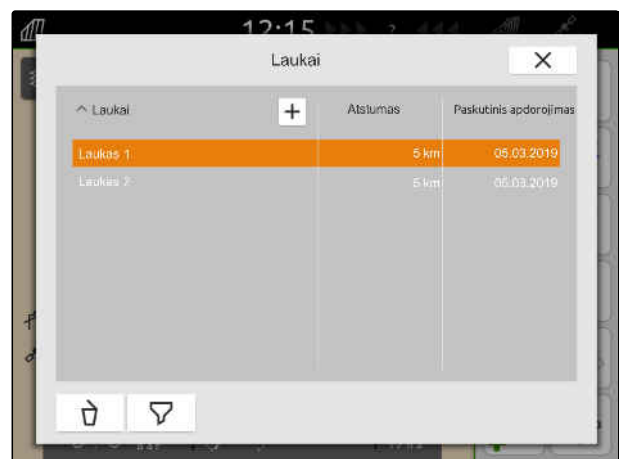 12:15
Laukai
Laukai Atstumas Paskutinis apdorojimas
Laukas 1 5 km 05.03.2019
Laukas 2 5 km 05.03.2019